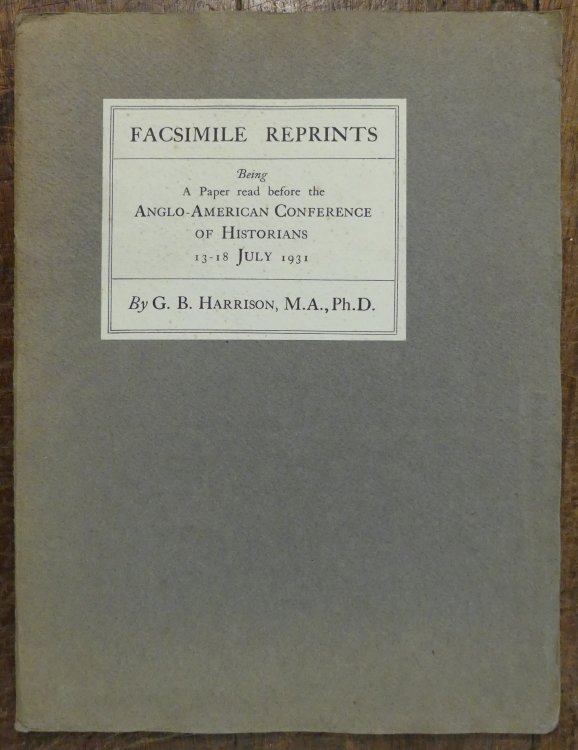 FACSIMILE REPRINTS
Being
A Paper read before the
ANGLO-AMERICAN CONFERENCE
OF HISTORIANS
13-18 JULY 1931
By G. B. HARRISON, M.A., Ph.D.